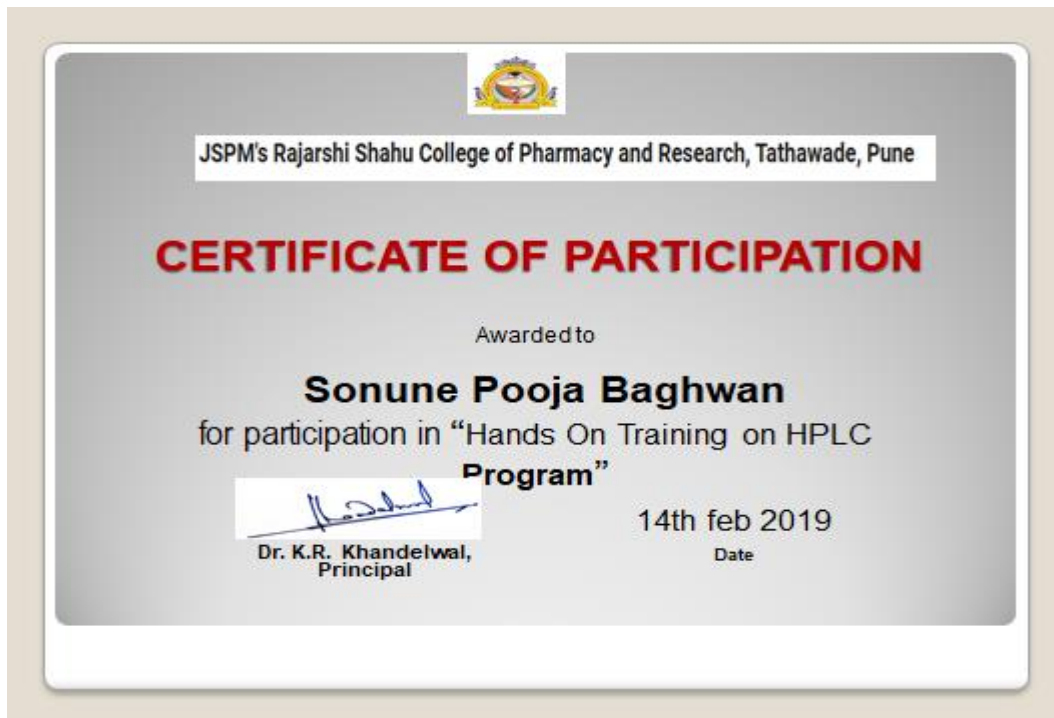 JSPM's Rajarshi Shahu College of Pharmacy and Research, Tathawade, Pune
CERTIFICATE OF PARTICIPATION
Awarded to
Sonune Pooja Baghwan
for participation in “Hands On Training on HPLC
Program”
14th feb 2019
Dr. K.R. Khandelwal,
Principal
Date